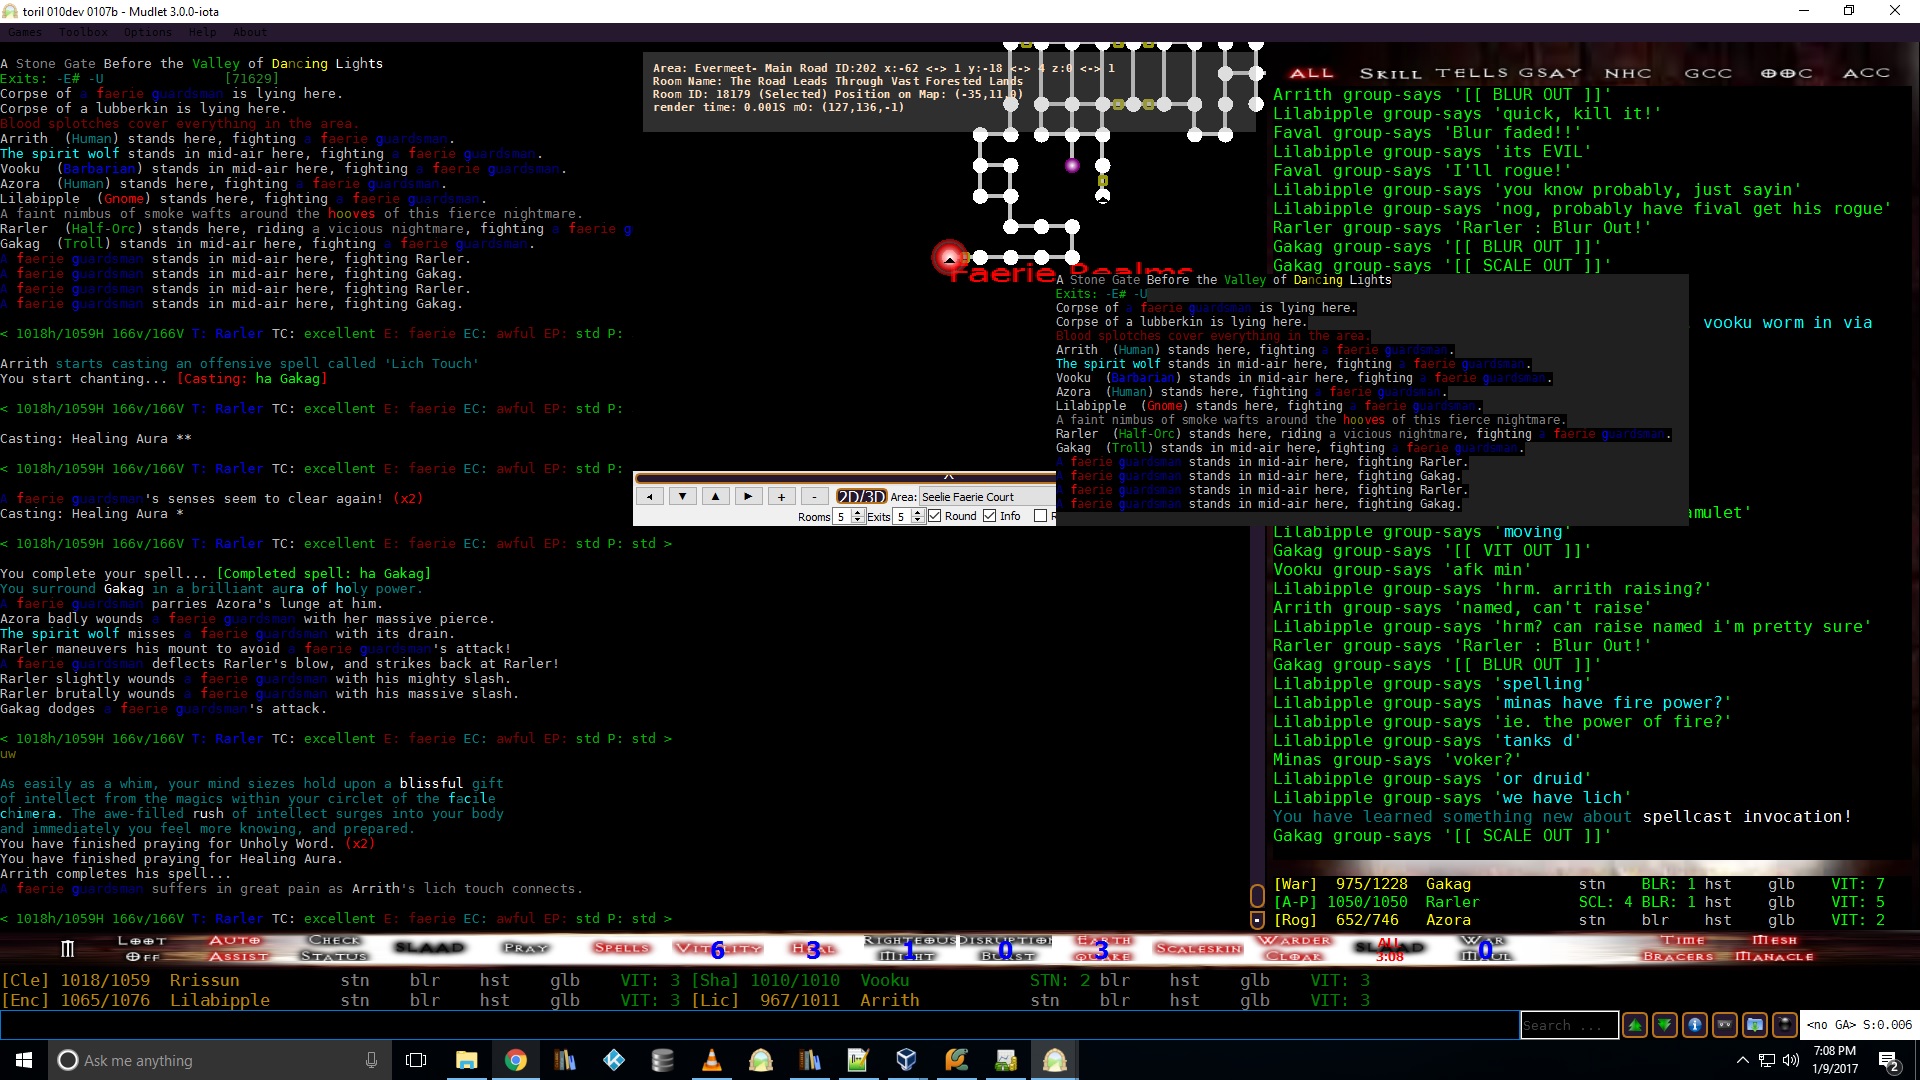 toril 010dev 0107b - Mudlet 3.0.0-iota
Games Toolbox Options Help About
A Stone Gate Before the Valley of Dancing Lights
Exits: -E# -U [71629]
Corpse of a faerie guardsman is lying here.
Corpse of a lubberkin is lying here.
Blood splotches cover everything in the area.
Arrith (Human) stands here, fighting a faerie guardsman.
The spirit wolf stands in mid-air here, fighting a faerie guardsman.
Vooku (Barbarian) stands in mid-air here, fighting a faerie guardsman.
Azora (Human) stands here, fighting a faerie guardsman.
Lilabipple (Gnome) stands here, fighting a faerie guardsman.
A faint nimbus of smoke wafts around the hooves of this fierce nightmare.
Rarler (Half-Orc) stands here, riding a vicious nightmare, fighting a faerie g
Gakag (Troll) stands in mid-air here, fighting a faerie guardsman.
A faerie guardsman stands in mid-air here, fighting Rarler.
A faerie guardsman stands in mid-air here, fighting Gakag.
A faerie guardsman stands in mid-air here, fighting Rarler.
A faerie guardsman stands in mid-air here, fighting Gakag.
< 1018h/1059H 166v/166V T: Rarler TC: excellent E: faerie EC: awful EP: std P:
Arrith starts casting an offensive spell called 'Lich Touch'
You start chanting... [Casting: ha Gakag]
< 1018h/1059H 166v/166V T: Rarler TC: excellent E: faerie EC: awful EP: std P:
Casting: Healing Aura **
< 1018h/1059H 166v/166V T: Rarler TC: excellent E: faerie EC: awful EP: std P:
A faerie guardsman's senses seem to clear again! (x2)
Casting: Healing Aura *
< 1018h/1059H 166v/166V T: Rarler TC: excellent E: faerie EC: awful EP: std P: std >
You complete your spell... [Completed spell: ha Gakag]
You surround Gakag in a brilliant aura of holy power.
A faerie guardsman parries Azora's lunge at him.
Azora badly wounds a faerie guardsman with her massive pierce.
The spirit wolf misses a faerie guardsman with its drain.
Rarler maneuvers his mount to avoid a faerie guardsman's attack!
A faerie guardsman deflects Rarler's blow, and strikes back at Rarler!
Rarler slightly wounds a faerie guardsman with his mighty slash.
Rarler brutally wounds a faerie guardsman with his massive slash.
Gakag dodges a faerie guardsman's attack.
< 1018h/1059H 166v/166V T: Rarler TC: excellent E: faerie EC: awful EP: std P: std >
uw
As easily as a whim, your mind siezes hold upon a blissful gift
of intellect from the magics within your circlet of the facile
chimera. The awe-filled rush of intellect surges into your body
and immediately you feel more knowing, and prepared.
You have finished praying for Unholy Word. (x2)
You have finished praying for Healing Aura.
Arrith completes his spell...
A faerie guardsman suffers in great pain as Arrith's lich touch connects.
< 1018h/1059H 166v/166V T: Rarler TC: excellent E: faerie EC: awful EP: std P: std >
Area: Evermeet- Main Road ID:202 x:-62 <-> 1 y:-18 <-> 4 z:0 <-> 1
Room Name: The Road Leads Through Vast Forested Lands
Room ID: 18179 (Selected) Position on Map: (-35,11,0)
render time: 0.001S mO: (127,136,-1)
Faerie Realms
A Stone Gate Before the Valley of Dancing Lights
Exits: -E# -U
Corpse of a faerie guardsman is lying here.
Corpse of a lubberkin is lying here.
Blood splotches cover everything in the area.
Arrith (Human) stands here, fighting a faerie guardsman.
The spirit wolf stands in mid-air here, fighting a faerie guardsman.
Vooku (Barbarian) stands in mid-air here, fighting a faerie guardsman.
Azora (Human) stands here, fighting a faerie guardsman.
Lilabipple (Gnome) stands here, fighting a faerie guardsman.
A faint nimbus of smoke wafts around the hooves of this fierce nightmare.
Rarler (Half-Orc) stands here, riding a vicious nightmare, fighting a faerie guardsman.
Gakag (Troll) stands in mid-air here, fighting a faerie guardsman.
A faerie guardsman stands in mid-air here, fighting Rarler.
A faerie guardsman stands in mid-air here, fighting Gakag.
A faerie guardsman stands in mid-air here, fighting Rarler.
A faerie guardsman stands in mid-air here, fighting Gakag.
+ - 2D/3D Area: Seelie Faerie Court
Rooms 5 Exits 5 Round Info
ALL SKILL TELLS GSAY NHC GCC OOC ACC
Arrith group-says '[[ BLUR OUT ]]'
Lilabipple group-says 'quick, kill it!'
Faval group-says 'Blur faded!!'
Lilabipple group-says 'its EVIL'
Faval group-says 'I'll rogue!'
Lilabipple group-says 'you know probably, just sayin'
Lilabipple group-says 'nog, probably have fival get his rogue'
Rarler group-says 'Rarler : Blur Out!'
Gakag group-says '[[ BLUR OUT ]]'
Gakag group-says '[[ SCALE OUT ]]'
vooku worm in via
amulet'
Lilabipple group-says 'moving'
Gakag group-says '[[ VIT OUT ]]'
Vooku group-says 'afk min'
Lilabipple group-says 'hrm. arrith raising?'
Arrith group-says 'named, can't raise'
Lilabipple group-says 'hrm? can raise named i'm pretty sure'
Rarler group-says 'Rarler : Blur Out!'
Gakag group-says '[[ BLUR OUT ]]'
Lilabipple group-says 'spelling'
Lilabipple group-says 'minas have fire power?'
Lilabipple group-says 'ie. the power of fire?'
Lilabipple group-says 'tanks d'
Minas group-says 'voker?'
Lilabipple group-says 'or druid'
Lilabipple group-says 'we have lich'
You have learned something new about spellcast invocation!
Gakag group-says '[[ SCALE OUT ]]'
[War] 975/1228 Gakag stn BLR: 1 hst glb VIT: 7
[A-P] 1050/1050 Rarler SCL: 4 BLR: 1 hst glb VIT: 5
[Rog] 652/746 Azora stn blr hst glb VIT: 2
LOOT OFF AUTO ASSIST CHECK STATUS SLAAD PRAY SPELLS VITALITY 6 HEAL 3 RIGHTEOUS MIGHT 1 DISRUPTION BURST 0 EARTH QUAKE 3 SCALESKIN WARDER CLOAK SLAAD ALL 3:08 WAR MAUL 0 TIME BRACERS MESH MANACLE
[Cle] 1018/1059 Rrissun stn blr hst glb VIT: 3 [Sha] 1010/1010 Vooku STN: 2 blr hst glb VIT: 3
[Enc] 1065/1076 Lilabipple stn blr hst glb VIT: 3 [Lic] 967/1011 Arrith stn blr hst glb VIT: 3
Search ... <no GA> S:0.006
Ask me anything
7:08 PM
1/9/2017
2